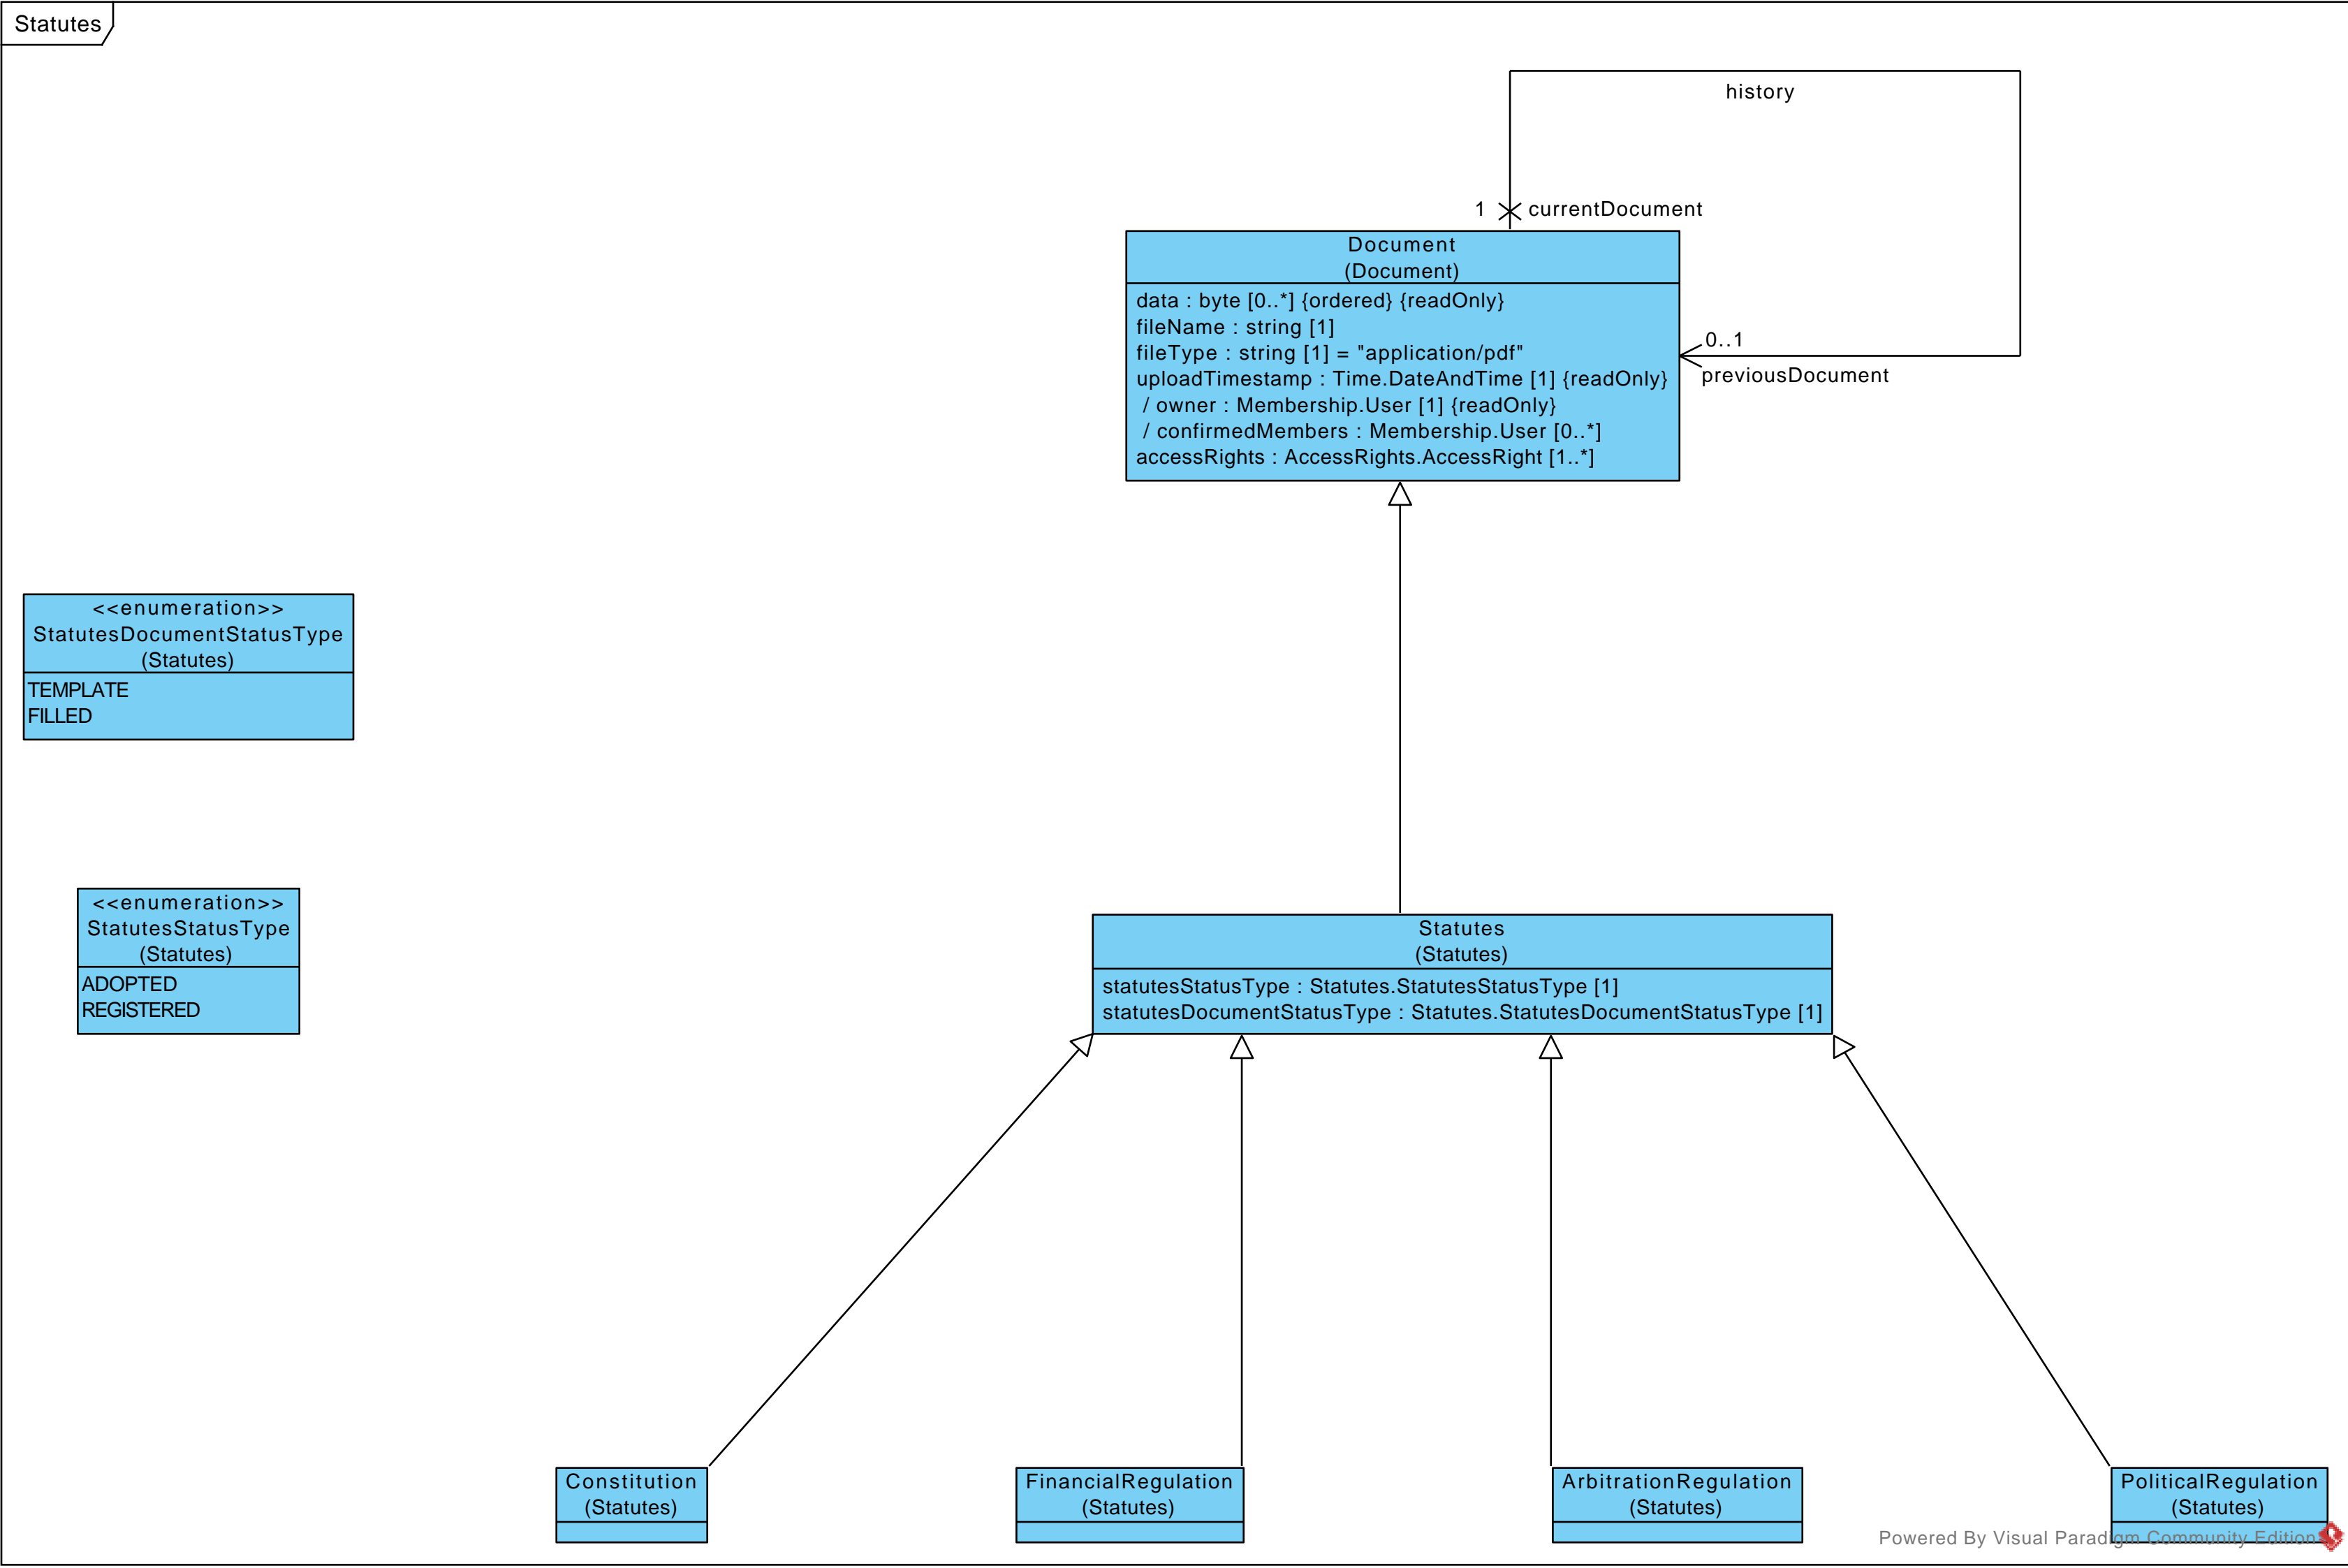 Statutes
history
1
currentDocument
Document
(Document)
data : byte [0..*] {ordered} {readOnly}
fileName : string [1]
fileType : string [1] = "application/pdf"
uploadTimestamp : Time.DateAndTime [1] {readOnly}
/ owner : Membership.User [1] {readOnly}
/ confirmedMembers : Membership.User [0..*]
accessRights : AccessRights.AccessRight [1..*]
0..1
previousDocument
<<enumeration>>
StatutesDocumentStatusType
(Statutes)
TEMPLATE
FILLED
<<enumeration>>
StatutesStatusType
(Statutes)
ADOPTED
REGISTERED
Statutes
(Statutes)
statutesStatusType : Statutes.StatutesStatusType [1]
statutesDocumentStatusType : Statutes.StatutesDocumentStatusType [1]
Constitution
(Statutes)
FinancialRegulation
(Statutes)
ArbitrationRegulation
(Statutes)
PoliticalRegulation
(Statutes)
Powered By Visual Paradigm Community Edition